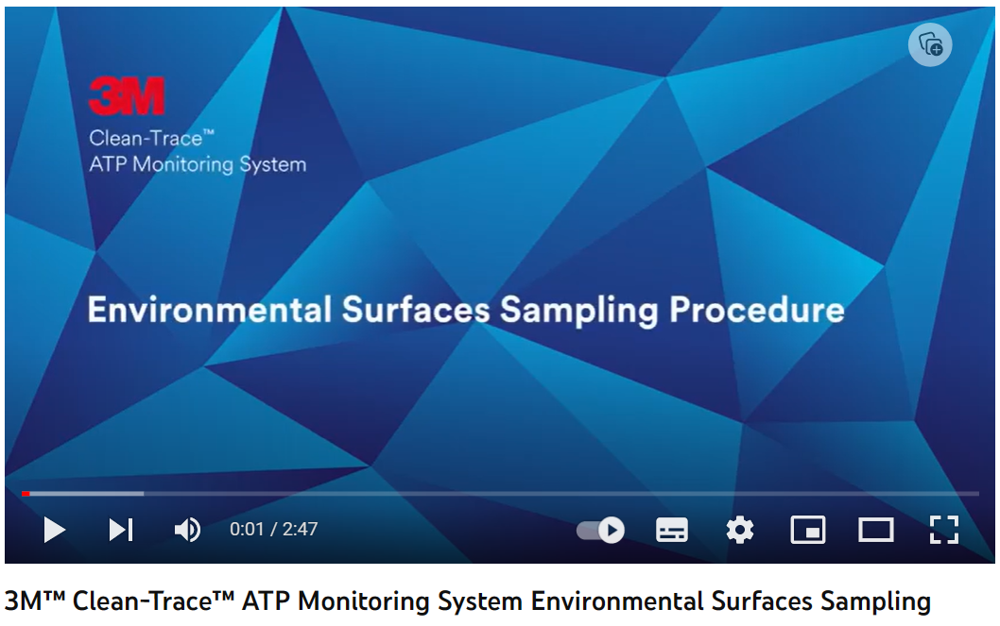 3M
Clean-Trace™
ATP Monitoring System
Environmental Surfaces Sampling Procedure
0:01 / 2:47
3M™ Clean-Trace™ ATP Monitoring System Environmental Surfaces Sampling